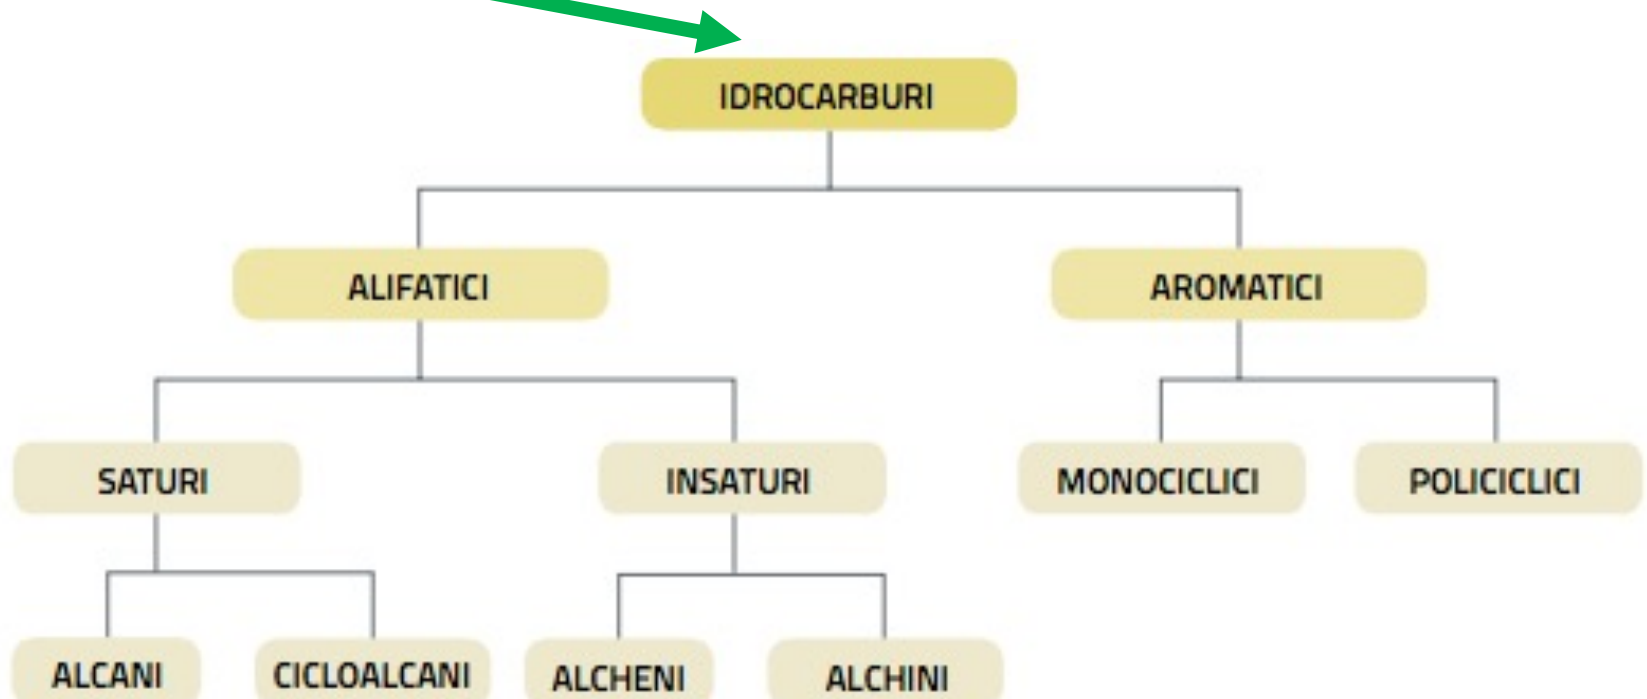 IDROCARBURI
ALIFATICI
AROMATICI
SATURI
INSATURI
MONOCICLICI
POLICICLICI
ALCANI
CICLOALCANI
ALCHENI
ALCHINI